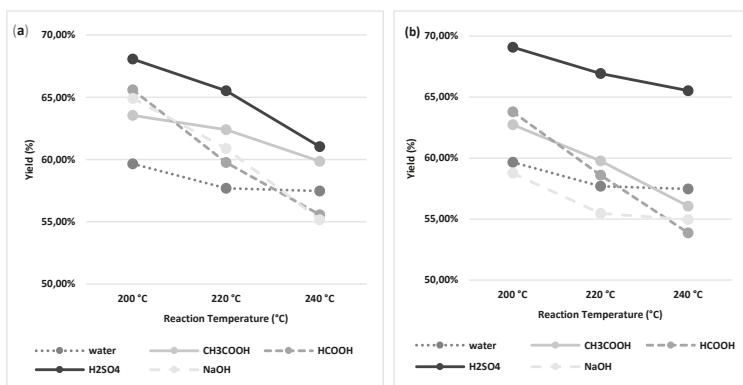 (a)
70,00%
65,00%
60,00%
55,00%
50,00%
Yield (%)
200 °C 220 °C 240 °C
Reaction Temperature (°C)
water CH3COOH HCOOH
H2SO4 NaOH
(b)
70,00%
65,00%
60,00%
55,00%
50,00%
Yield (%)
200 °C 220 °C 240 °C
Reaction Temperature (°C)
water CH3COOH HCOOH
H2SO4 NaOH